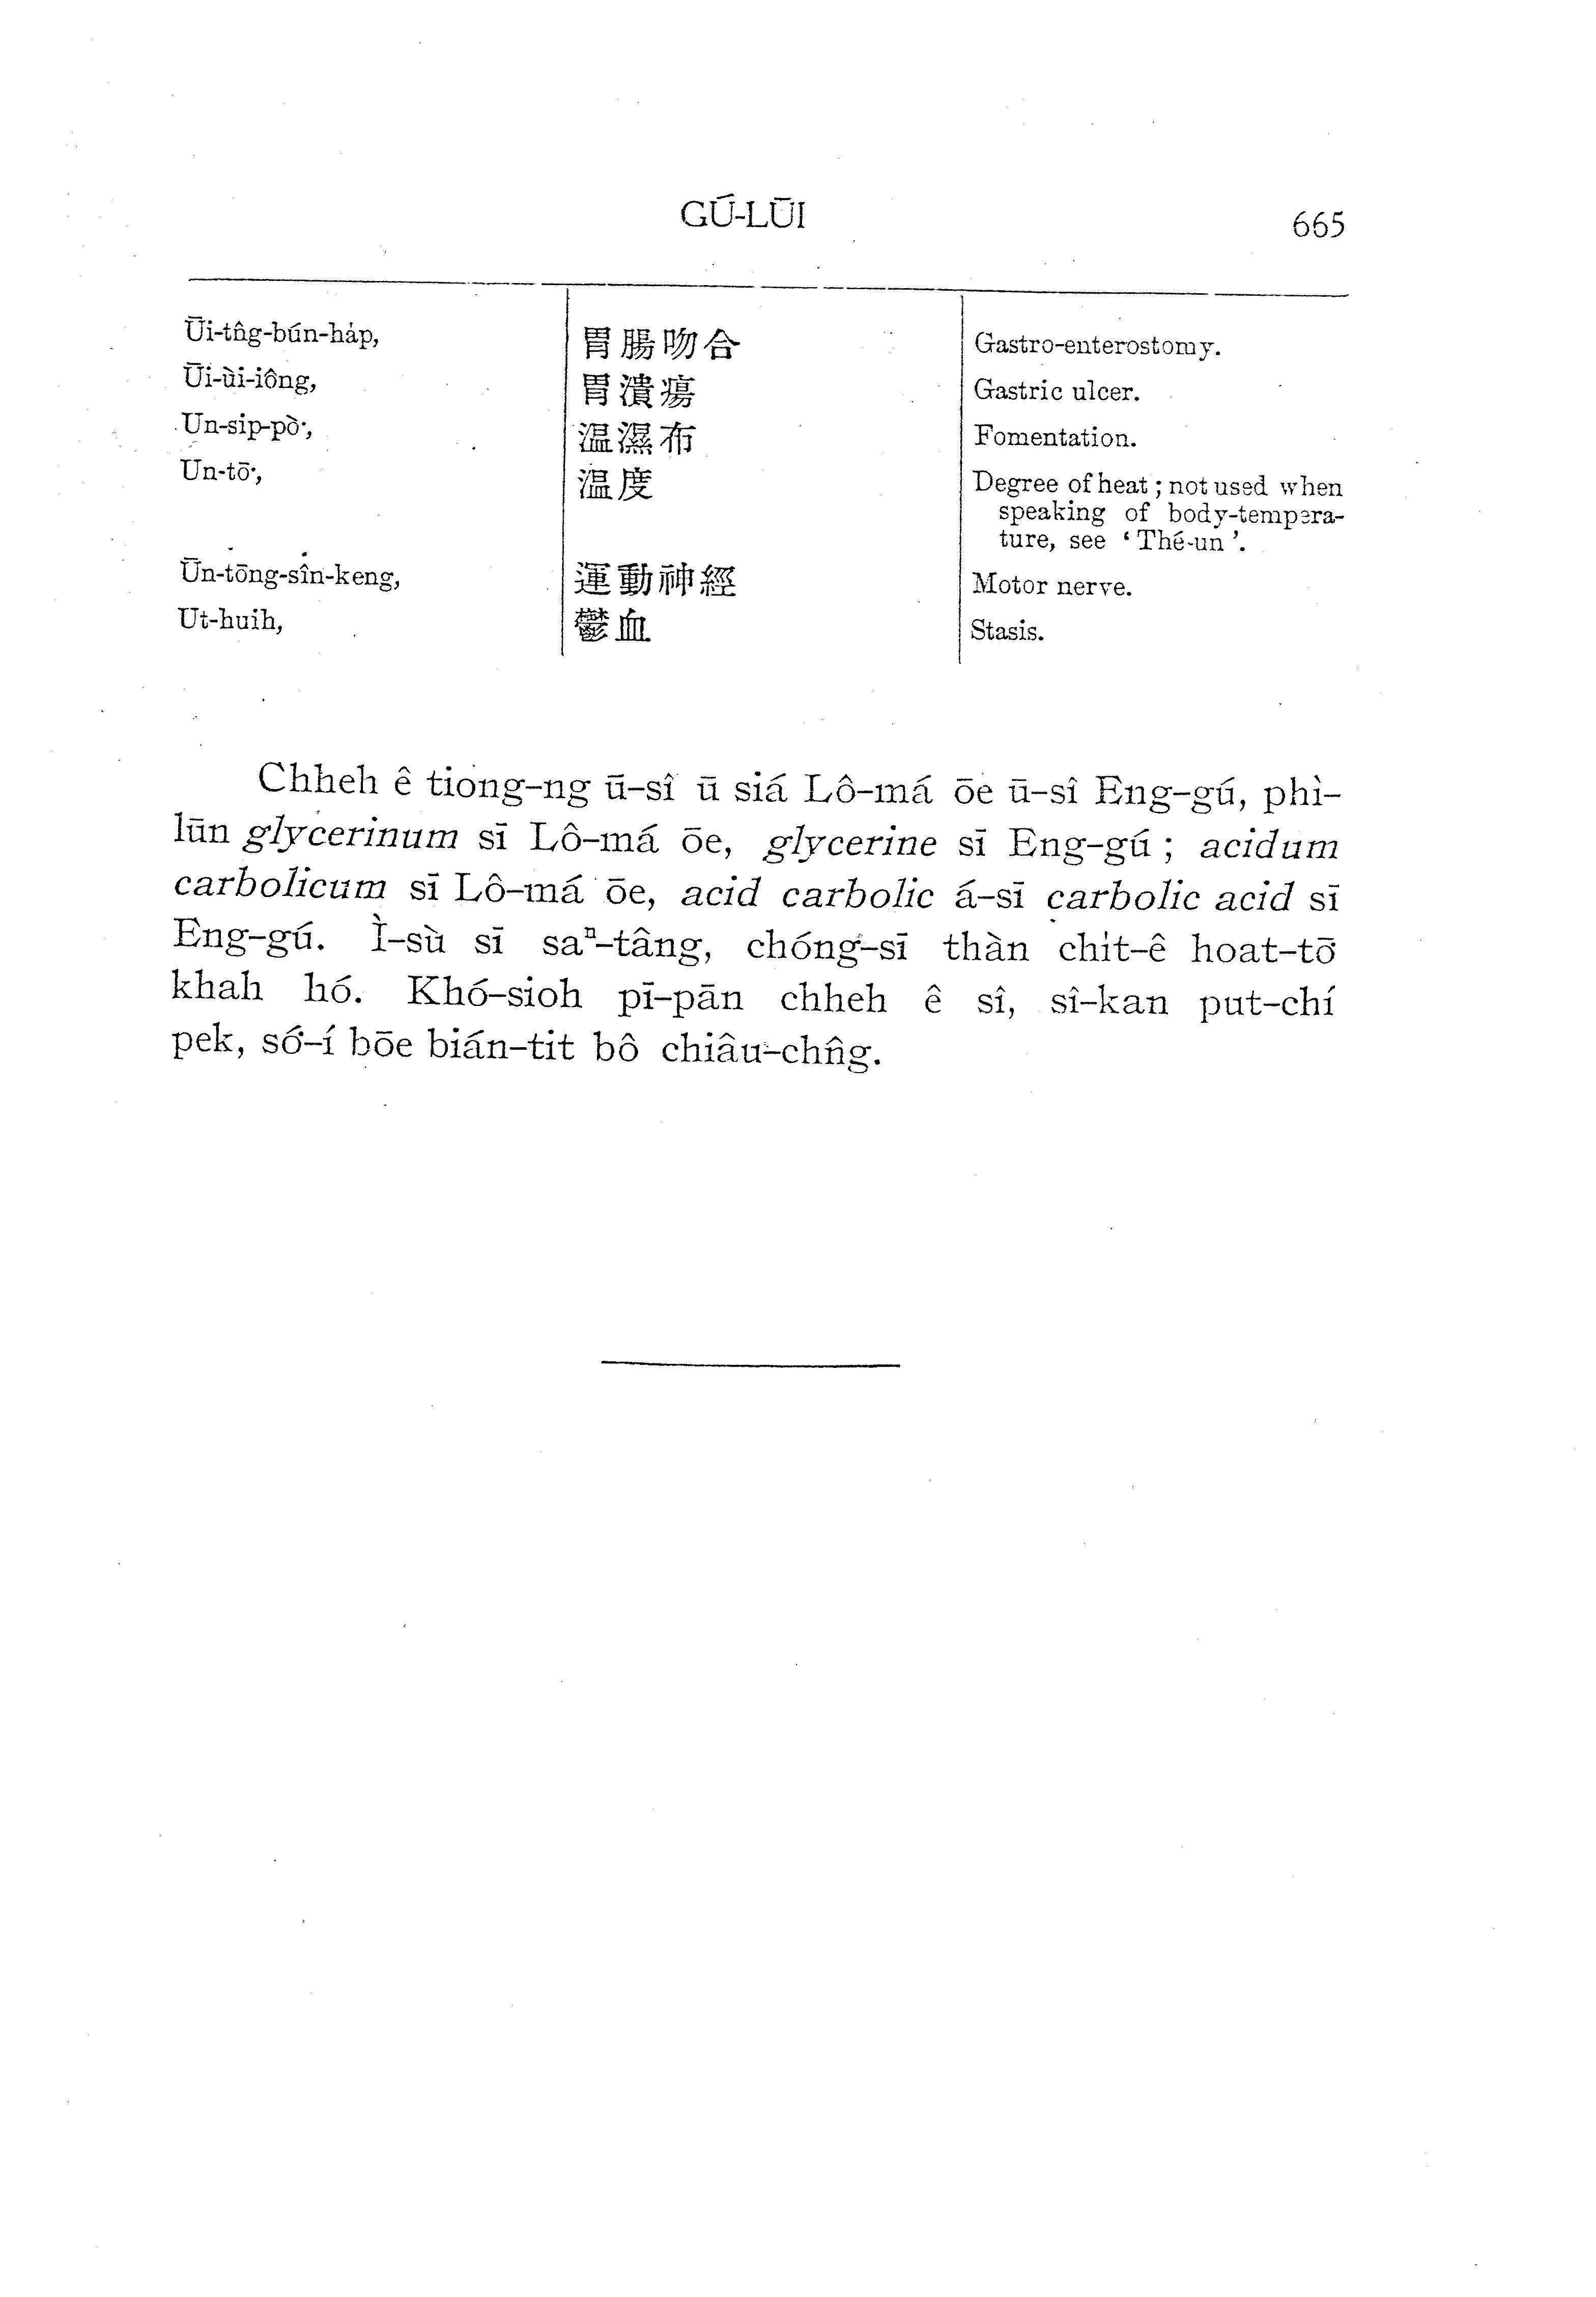 GÚ-LŪI
665
Ūi-tn̂g-bún-ha̍p, 胃腸吻合 Gastro-enterostomy.
Ūi-ùi-iông, 胃潰瘍 Gastric ulcer.
Un-sip-pò͘, 温濕布 Fomentation.
Un-tō͘, 温度 Degree of heat ; not used when
speaking of body-tempera-
ture, see ‘ Thé-un ’.
Ūn-tōng-sîn-keng, 運動神經 Motor nerve.
Ut-huih, 鬱血 Stasis.
Chheh ê tiong-ng ū-sî ū siá Lô-má ōe ū-sî Eng-gú, phì-
lūn glycerinum sī Lô-má ōe, glycerine sī Eng-gú ; acidum
carbolicum sī Lô-má ōe, acid carbolic á-sī carbolic acid sī
Eng-gú. Ì-sù sī saⁿ-tâng, chóng-sī thàn chi̍t-ê hoat-tō͘
khah hó. Khó-sioh pī-pān chheh ê sî, sî-kan put-chí
pek, só͘-í bōe bián-tit bô chiâu-chn̂g.